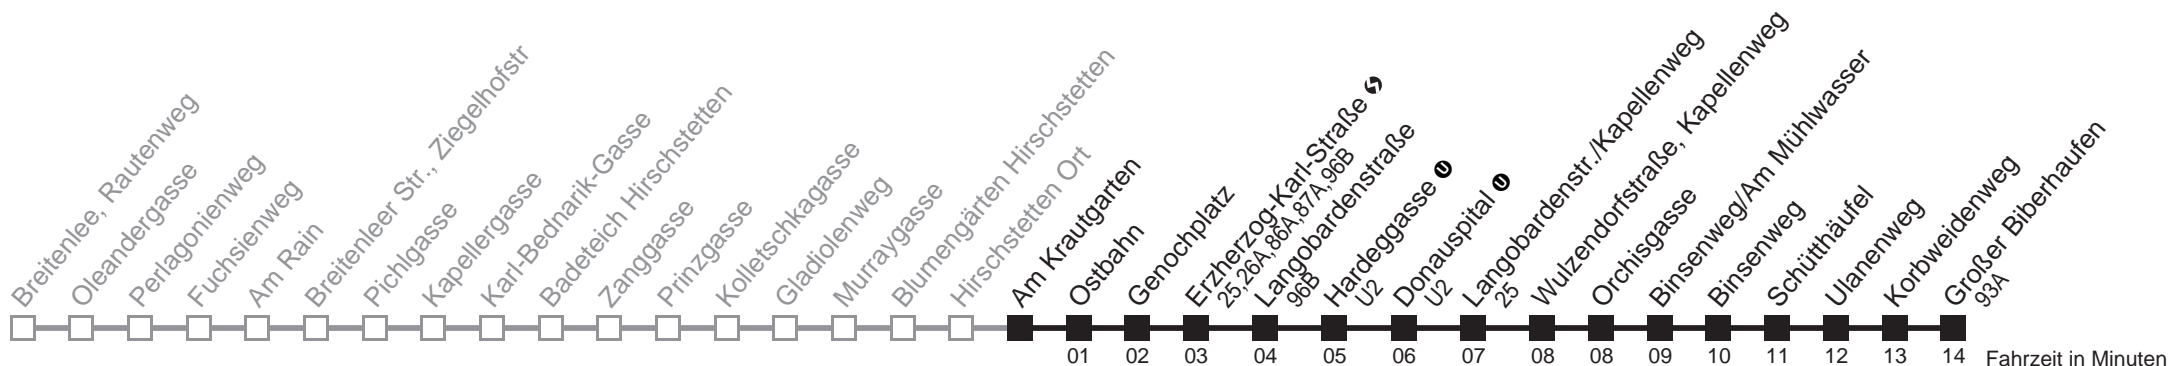 Breitenlee, Rautenweg
Oleandergasse
Perlagonienweg
Fuchsienweg
Am Rain
Breitenleer Str., Ziegelhofstr
Pichlgasse
Kapellergasse
Karl-Bednarik-Gasse
Badeteich Hirschstetten
Zanggasse
Prinzgasse
Kolletschkagasse
Gladiolenweg
Murraygasse
Blumengärten Hirschstetten
Hirschstetten Ort
Am Krautgarten
Ostbahn
Genochplatz
Erzherzog-Karl-Straße
25,26A,86A,87A,96B
Langobardenstraße
96B
Hardeggasse U
U2
Donauspital U
U2
Langobardenstr./Kapellenweg
25
Wulzendorfstraße, Kapellenweg
Orchisgasse
Binsenweg/Am Mühlwasser
Binsenweg
Schütthäufel
Ulanenweg
Korbweidenweg
Großer Biberhaufen
93A
01 02 03 04 05 06 07 08 08 09 10 11 12 13 14 Fahrzeit in Minuten